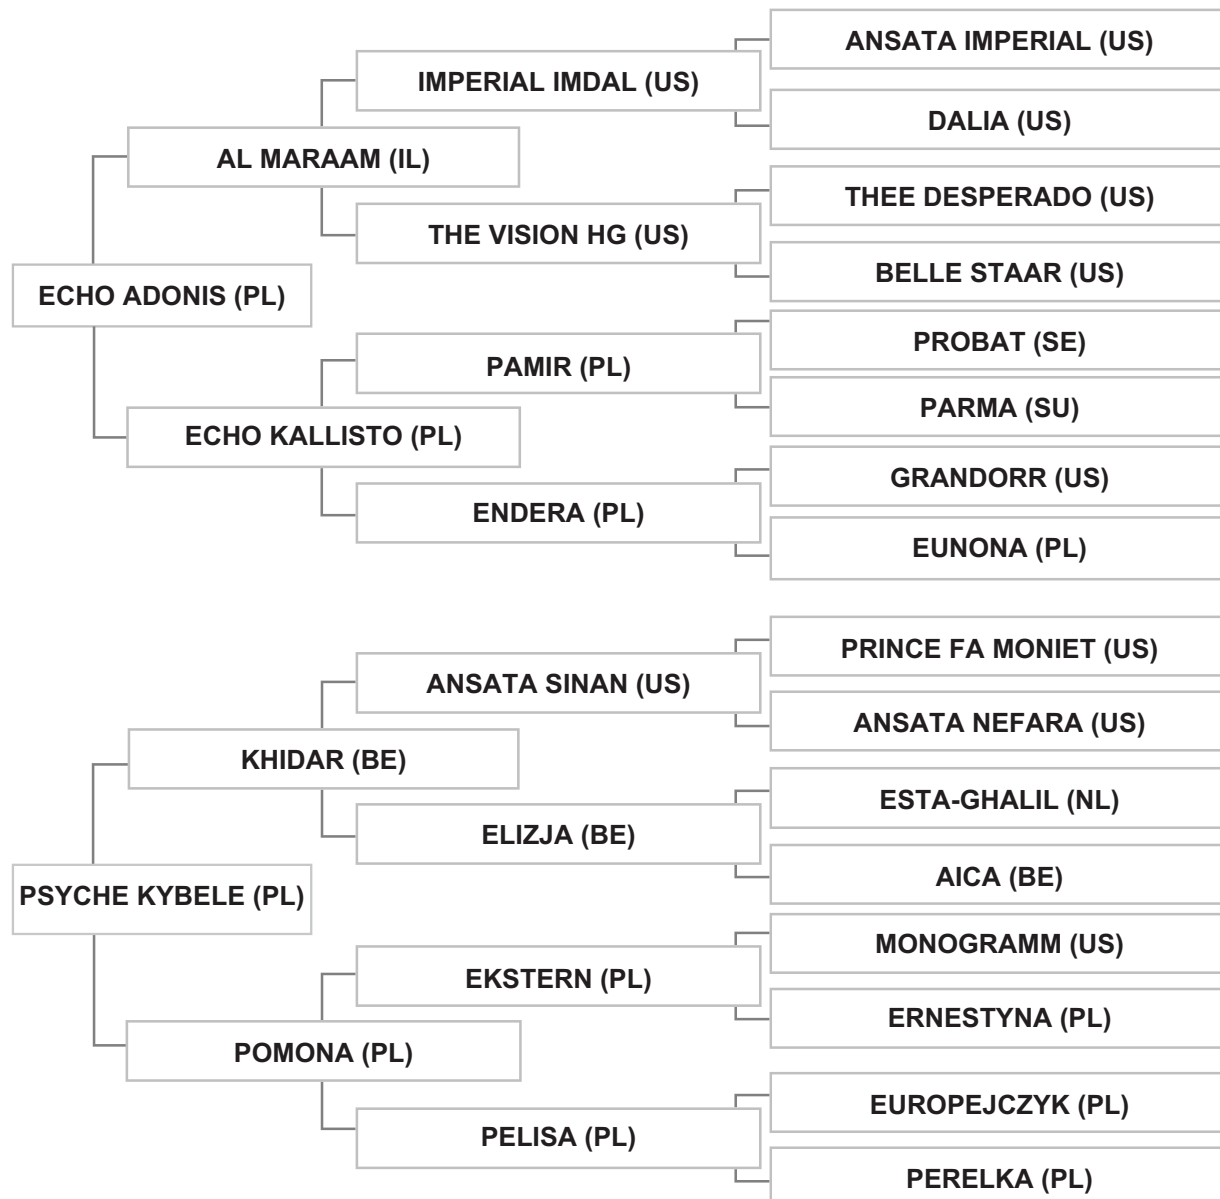 ANSATA IMPERIAL (US)
IMPERIAL IMDAL (US)
DALIA (US)
AL MARAAM (IL)
THEE DESPERADO (US)
THE VISION HG (US)
BELLE STAAR (US)
ECHO ADONIS (PL)
PROBAT (SE)
PAMIR (PL)
PARMA (SU)
ECHO KALLISTO (PL)
GRANDORR (US)
ENDERA (PL)
EUNONA (PL)
PRINCE FA MONIET (US)
ANSATA SINAN (US)
ANSATA NEFARA (US)
KHIDAR (BE)
ESTA-GHALIL (NL)
ELIZJA (BE)
AICA (BE)
PSYCHE KYBELE (PL)
MONOGRAMM (US)
EKSTERN (PL)
ERNESTYNA (PL)
POMONA (PL)
EUROPEJCZYK (PL)
PELISA (PL)
PERELKA (PL)